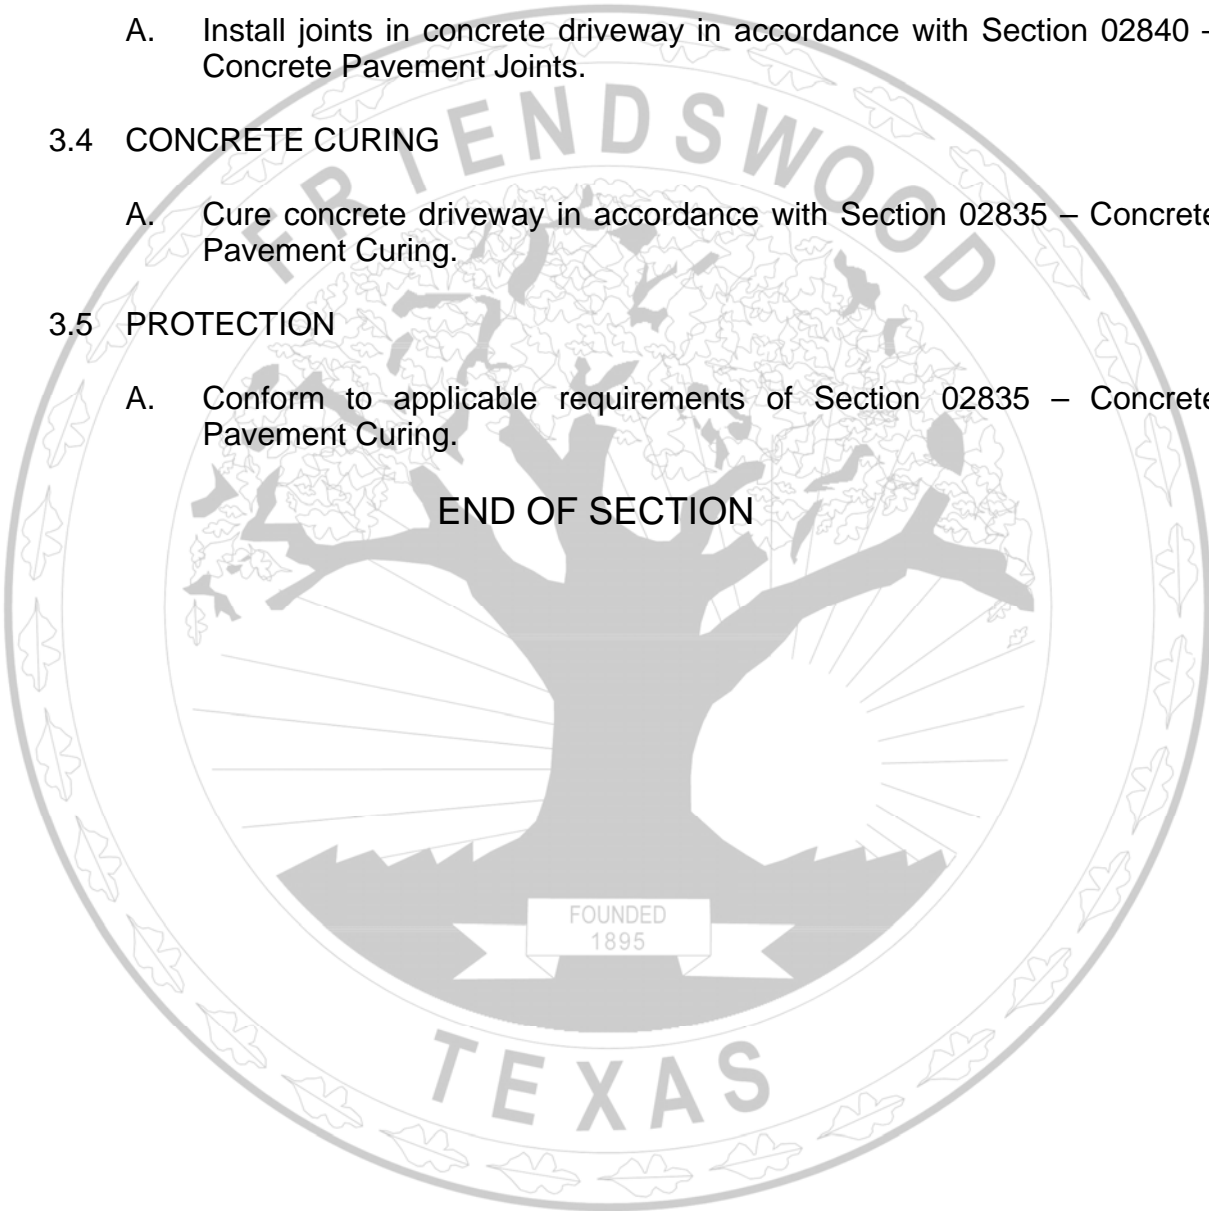 A. Install joints in concrete driveway in accordance with Section 02840 –
Concrete Pavement Joints.
3.4 CONCRETE CURING
A. Cure concrete driveway in accordance with Section 02835 – Concrete
Pavement Curing.
3.5 PROTECTION
A. Conform to applicable requirements of Section 02835 – Concrete
Pavement Curing.
END OF SECTION
FRIENDSWOOD
FOUNDED
1895
TEXAS